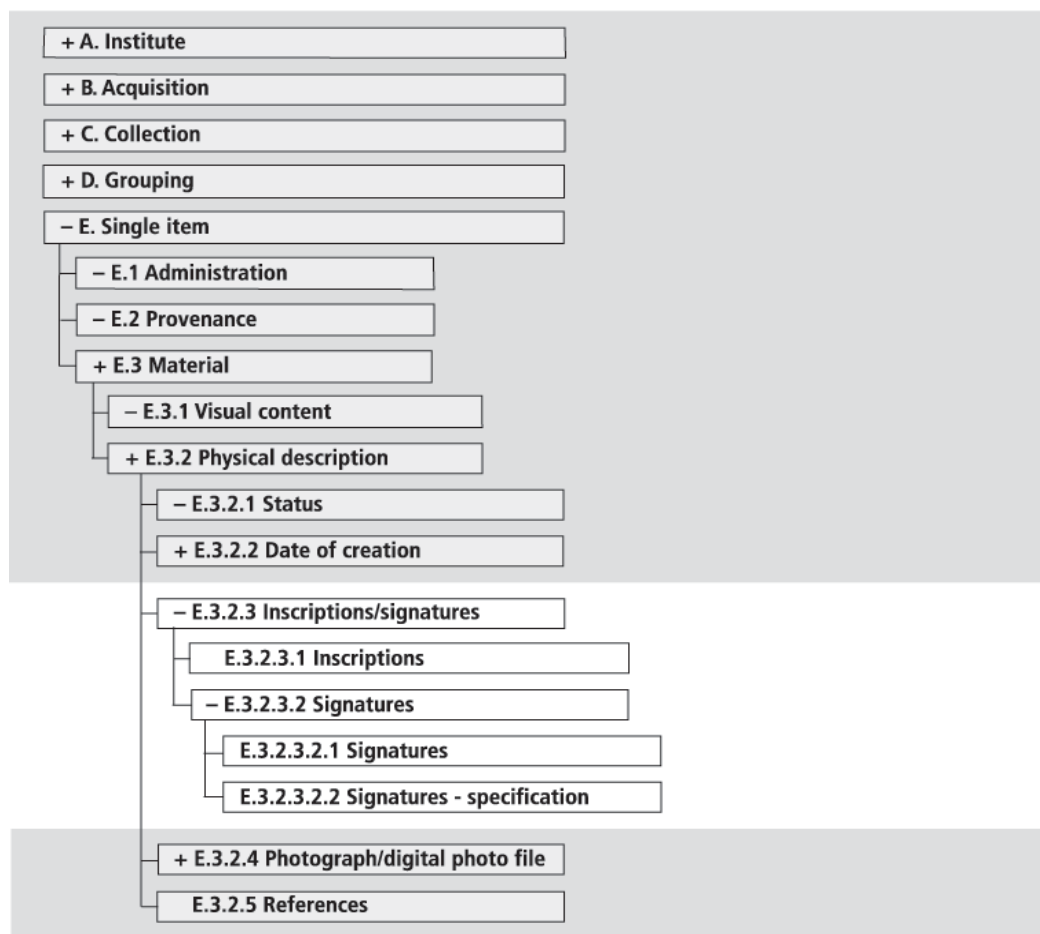 + A. Institute
+ B. Acquisition
+ C. Collection
+ D. Grouping
– E. Single item
– E.1 Administration
– E.2 Provenance
+ E.3 Material
– E.3.1 Visual content
+ E.3.2 Physical description
– E.3.2.1 Status
+ E.3.2.2 Date of creation
– E.3.2.3 Inscriptions/signatures
E.3.2.3.1 Inscriptions
– E.3.2.3.2 Signatures
E.3.2.3.2.1 Signatures
E.3.2.3.2.2 Signatures - specification
+ E.3.2.4 Photograph/digital photo file
E.3.2.5 References